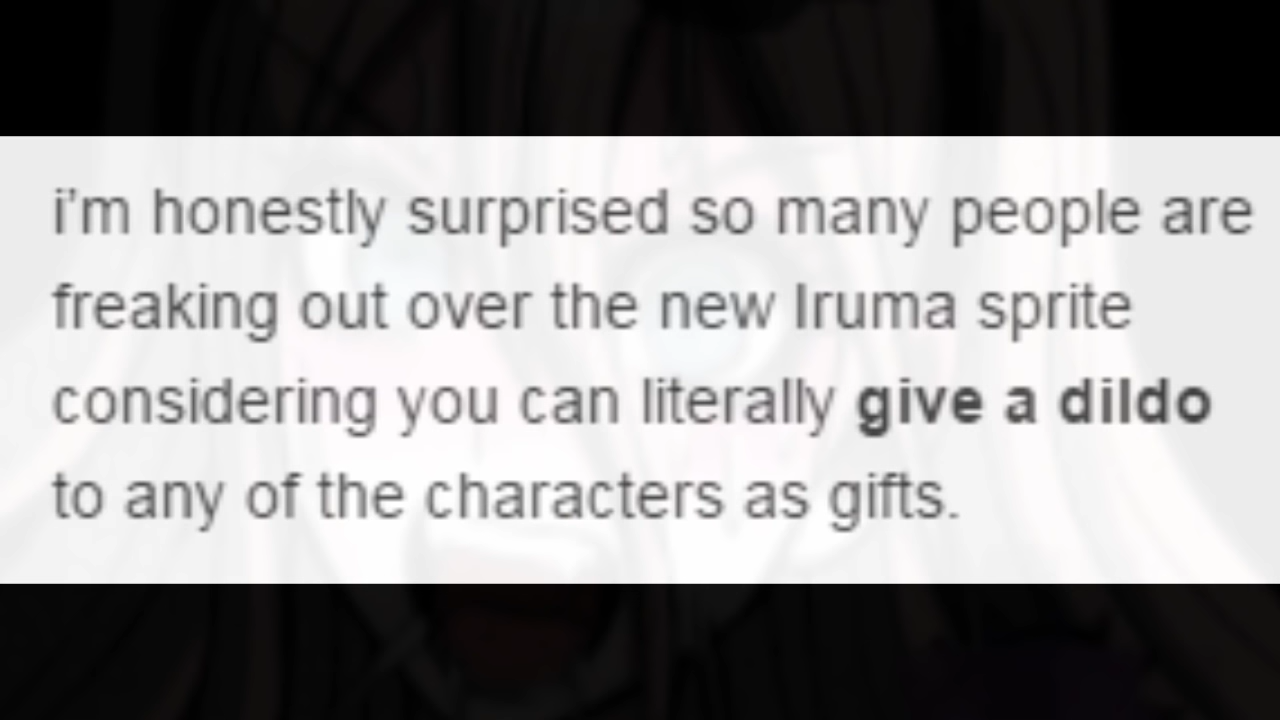 i'm honestly surprised so many people are
freaking out over the new Iruma sprite
considering you can literally give a dildo
to any of the characters as gifts.